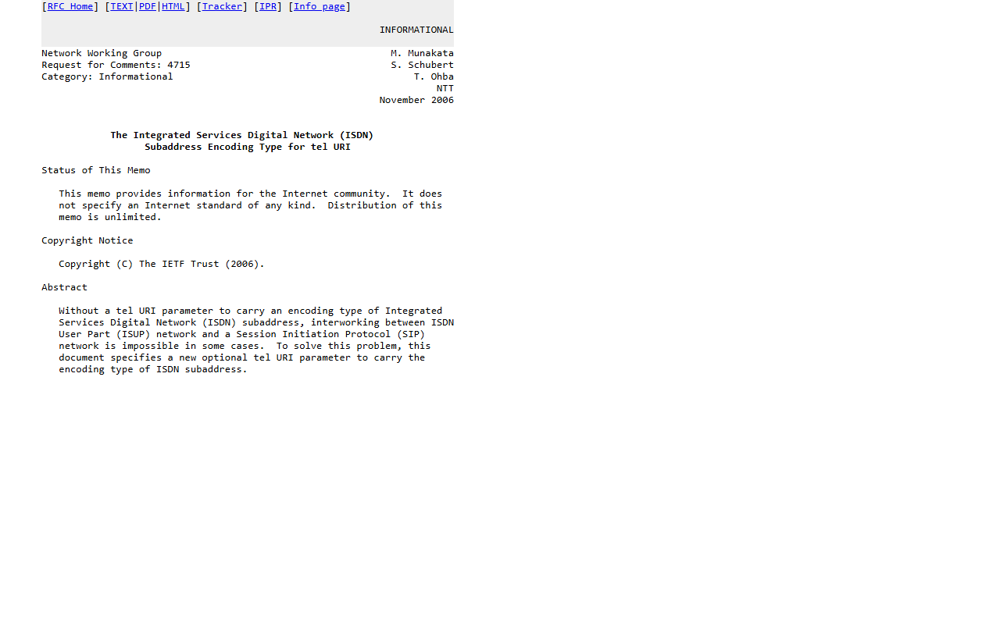 [RFC Home] [TEXT|PDF|HTML] [Tracker] [IPR] [Info page]
INFORMATIONAL
Network Working Group M. Munakata
Request for Comments: 4715 S. Schubert
Category: Informational T. Ohba
NTT
November 2006
The Integrated Services Digital Network (ISDN)
Subaddress Encoding Type for tel URI
Status of This Memo
This memo provides information for the Internet community. It does
not specify an Internet standard of any kind. Distribution of this
memo is unlimited.
Copyright Notice
Copyright (C) The IETF Trust (2006).
Abstract
Without a tel URI parameter to carry an encoding type of Integrated
Services Digital Network (ISDN) subaddress, interworking between ISDN
User Part (ISUP) network and a Session Initiation Protocol (SIP)
network is impossible in some cases. To solve this problem, this
document specifies a new optional tel URI parameter to carry the
encoding type of ISDN subaddress.